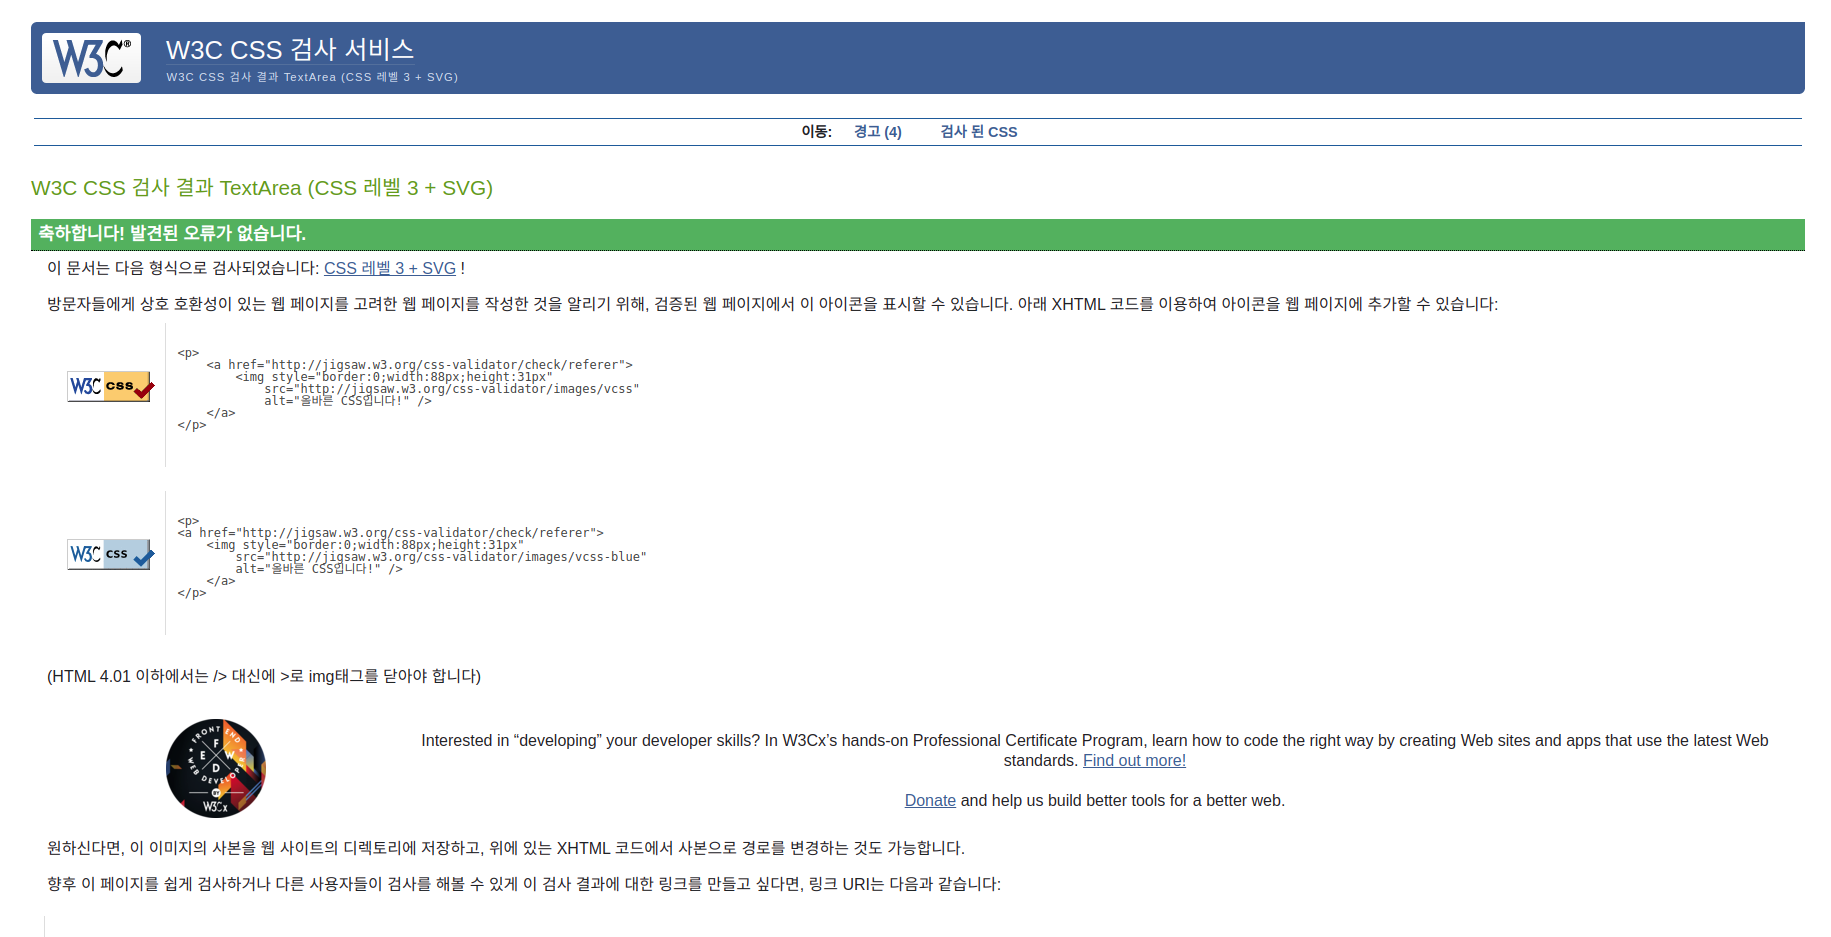 W3C®
W3C CSS 검사 서비스
W3C CSS 검사 결과 TextArea (CSS 레벨 3 + SVG)
이동: 경고 (4) 검사 된 CSS
W3C CSS 검사 결과 TextArea (CSS 레벨 3 + SVG)
축하합니다! 발견된 오류가 없습니다.
이 문서는 다음 형식으로 검사되었습니다: CSS 레벨 3 + SVG !
방문자들에게 상호 호환성이 있는 웹 페이지를 고려한 웹 페이지를 작성한 것을 알리기 위해, 검증된 웹 페이지에서 이 아이콘을 표시할 수 있습니다. 아래 XHTML 코드를 이용하여 아이콘을 웹 페이지에 추가할 수 있습니다:
W3C css
<p>
<a href="http://jigsaw.w3.org/css-validator/check/referer">
<img style="border:0;width:88px;height:31px"
src="http://jigsaw.w3.org/css-validator/images/vcss"
alt="올바른 CSS입니다!" />
</a>
</p>
W3C css
<p>
<a href="http://jigsaw.w3.org/css-validator/check/referer">
<img style="border:0;width:88px;height:31px"
src="http://jigsaw.w3.org/css-validator/images/vcss-blue"
alt="올바른 CSS입니다!" />
</a>
</p>
(HTML 4.01 이하에서는 /> 대신에 >로 img태그를 닫아야 합니다)
FRONT END
F
E W
D
WEB DEVELOPER
BY
W3Cx
Interested in “developing” your developer skills? In W3Cx’s hands-on Professional Certificate Program, learn how to code the right way by creating Web sites and apps that use the latest Web
standards. Find out more!
Donate and help us build better tools for a better web.
원하신다면, 이 이미지의 사본을 웹 사이트의 디렉토리에 저장하고, 위에 있는 XHTML 코드에서 사본으로 경로를 변경하는 것도 가능합니다.
향후 이 페이지를 쉽게 검사하거나 다른 사용자들이 검사를 해볼 수 있게 이 검사 결과에 대한 링크를 만들고 싶다면, 링크 URI는 다음과 같습니다: